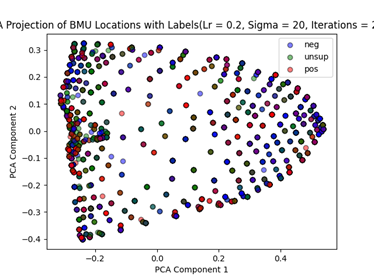 A Projection of BMU Locations with Labels(Lr = 0.2, Sigma = 20, Iterations = 2
neg
unsup
pos
0.3
0.2
0.1
0.0
−0.1
−0.2
−0.3
−0.4
PCA Component 2
−0.2 0.0 0.2 0.4
PCA Component 1